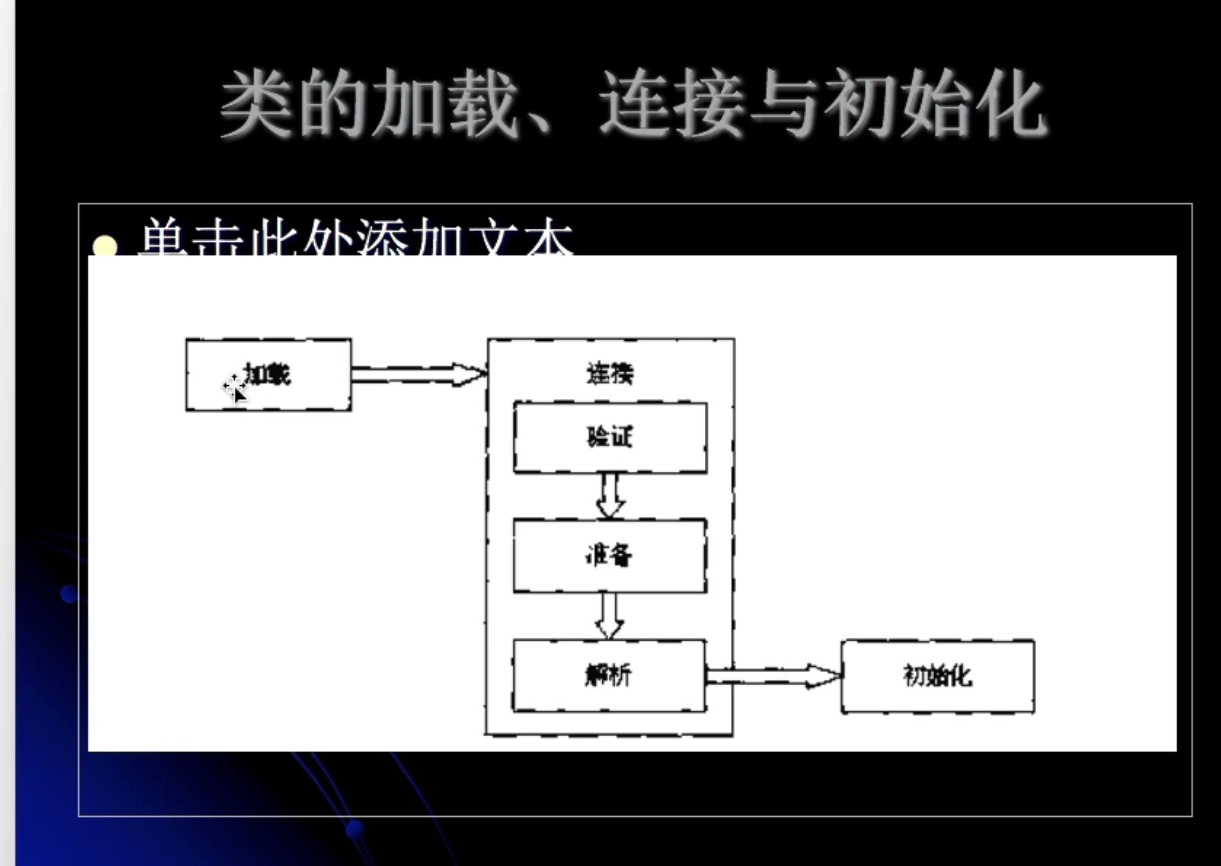 类的加载、连接与初始化
单击此处添加文本
加载
连接
验证
准备
解析
初始化